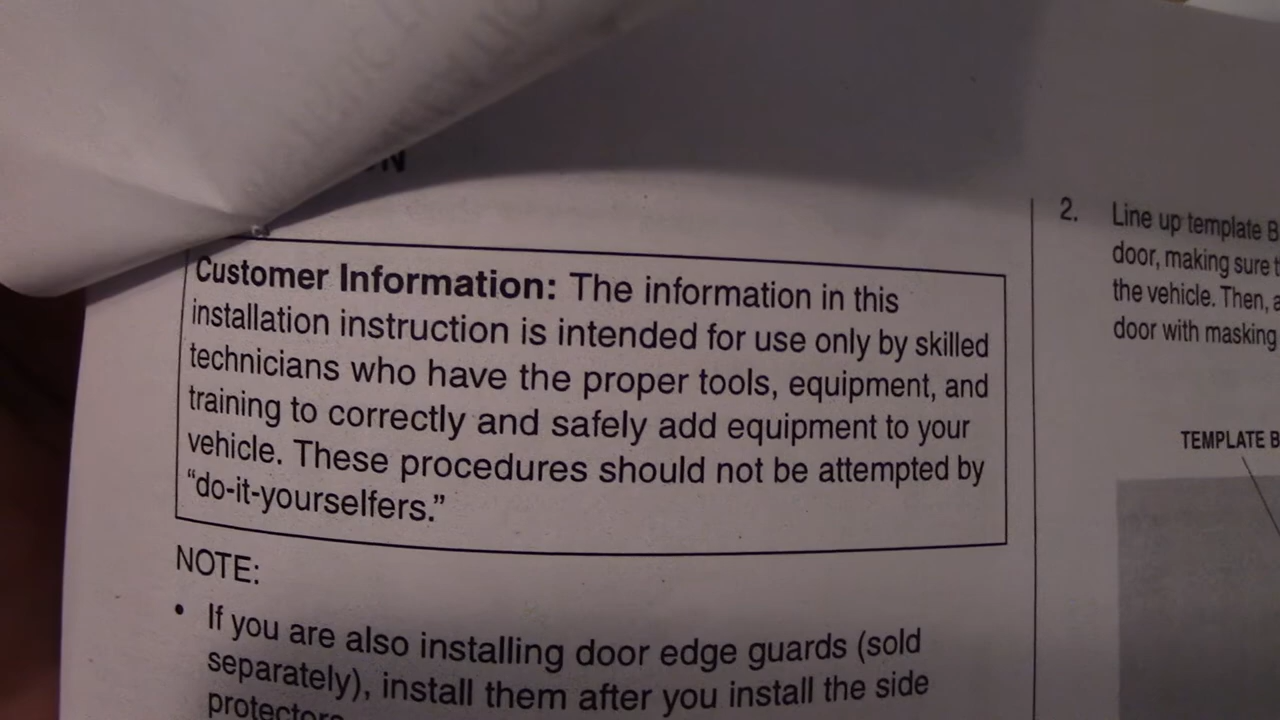 Customer Information: The information in this
installation instruction is intended for use only by skilled
technicians who have the proper tools, equipment, and
training to correctly and safely add equipment to your
vehicle. These procedures should not be attempted by
“do-it-yourselfers.”
NOTE:
• If you are also installing door edge guards (sold
separately), install them after you install the side
2. Line up template B
door, making sure
the vehicle. Then,
door with masking
TEMPLATE B